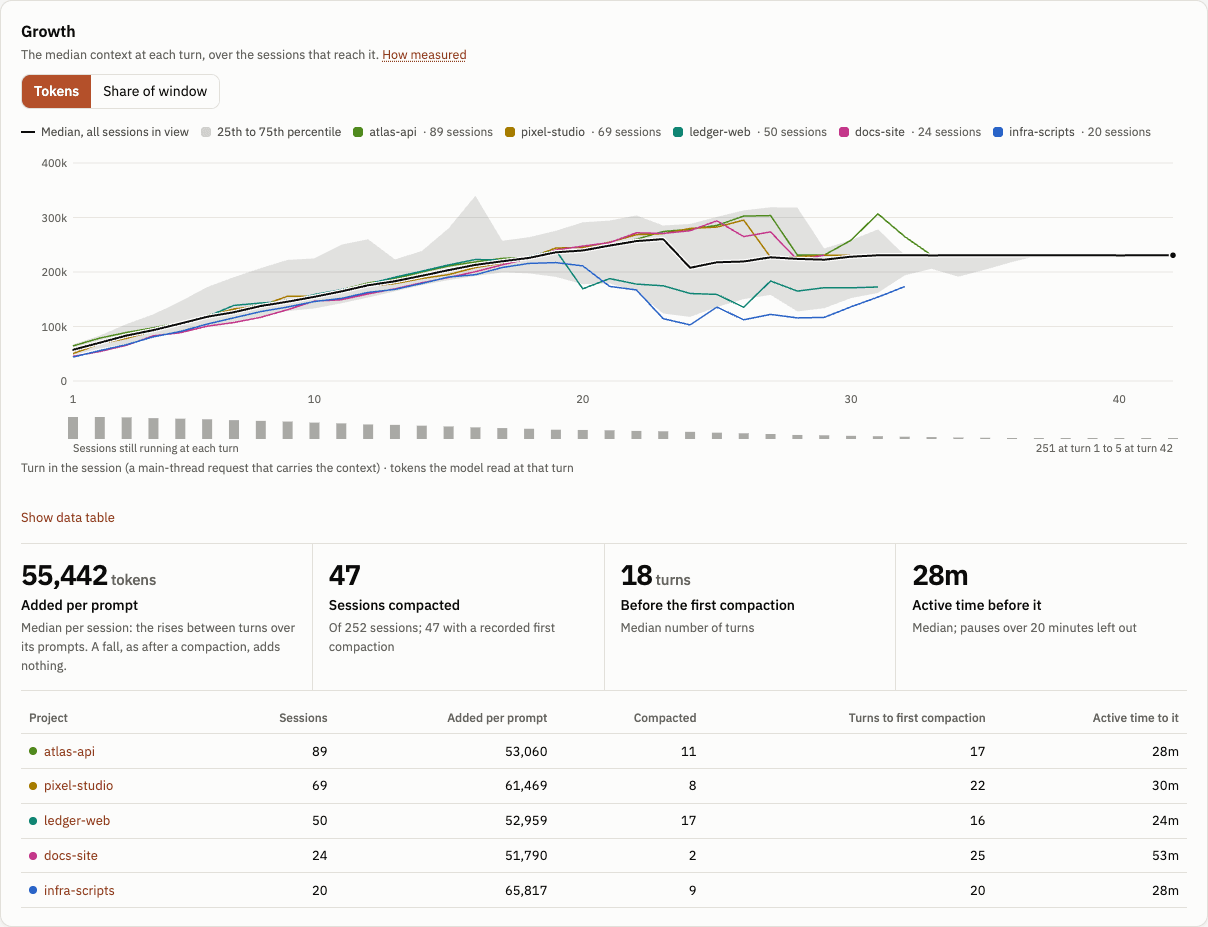 Growth
The median context at each turn, over the sessions that reach it. How measured
Tokens Share of window
Median, all sessions in view 25th to 75th percentile atlas-api · 89 sessions pixel-studio · 69 sessions ledger-web · 50 sessions docs-site · 24 sessions infra-scripts · 20 sessions
400k
300k
200k
100k
0
1 10 20 30 40
Sessions still running at each turn 251 at turn 1 to 5 at turn 42
Turn in the session (a main-thread request that carries the context) · tokens the model read at that turn
Show data table
55,442 tokens
Added per prompt
Median per session: the rises between turns over
its prompts. A fall, as after a compaction, adds
nothing.
47
Sessions compacted
Of 252 sessions; 47 with a recorded first
compaction
18 turns
Before the first compaction
Median number of turns
28m
Active time before it
Median; pauses over 20 minutes left out
Project Sessions Added per prompt Compacted Turns to first compaction Active time to it
atlas-api 89 53,060 11 17 28m
pixel-studio 69 61,469 8 22 30m
ledger-web 50 52,959 17 16 24m
docs-site 24 51,790 2 25 53m
infra-scripts 20 65,817 9 20 28m